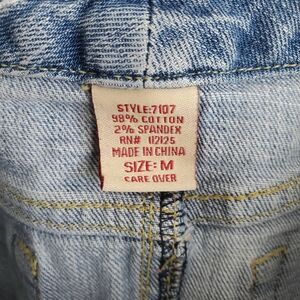 STYLE:7107
98% COTTON
2% SPANDEX
RN# 112125
MADE IN CHINA
SIZE: M
CARE OVER